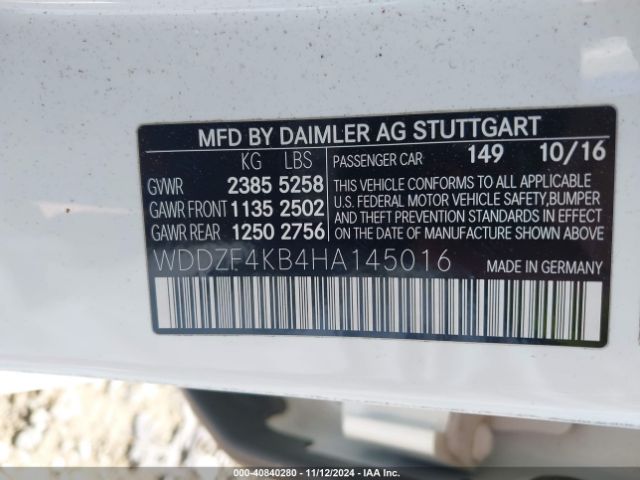 MFD BY DAIMLER AG STUTTGART
KG LBS PASSENGER CAR 149 10/16
GVWR 2385 5258
GAWR FRONT 1135 2502
GAWR REAR 1250 2756
THIS VEHICLE CONFORMS TO ALL APPLICABLE
U.S. FEDERAL MOTOR VEHICLE SAFETY,BUMPER
AND THEFT PREVENTION STANDARDS IN EFFECT
ON THE DATE OF MANUFACTURE SHOWN ABOVE.
WDDZF4KB4HA145016 MADE IN GERMANY
000-40840280 - 11/12/2024 - IAA Inc.